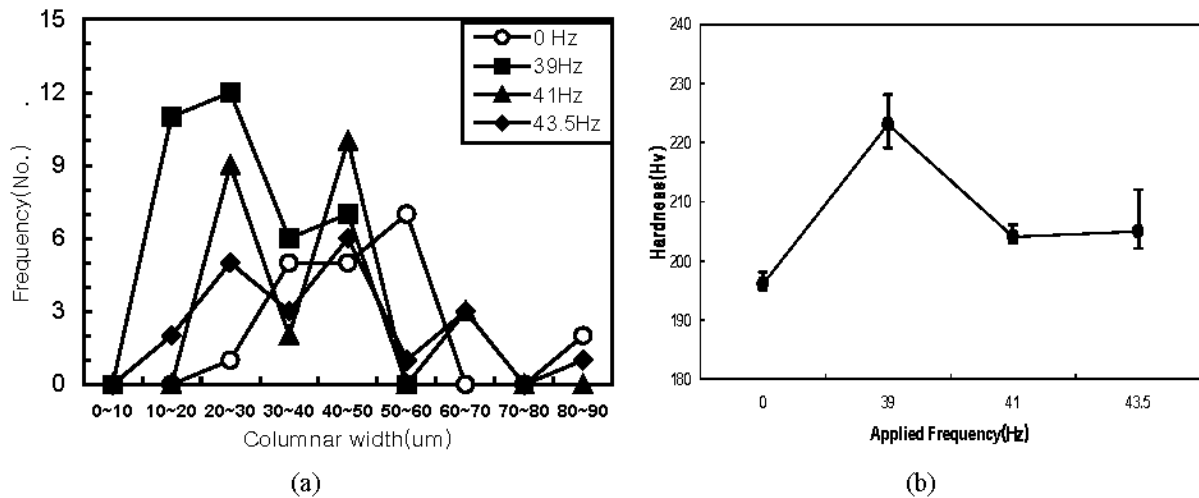 15
12
9
6
3
0
Frequency(No.)
0 Hz
39Hz
41Hz
43.5Hz
0~10 10~20 20~30 30~40 40~50 50~60 60~70 70~80 80~90
Columnar width(um)
(a)
240
230
220
210
200
190
180
Hardness(Hv)
0 39 41 43.5
Applied Frequency(Hz)
(b)